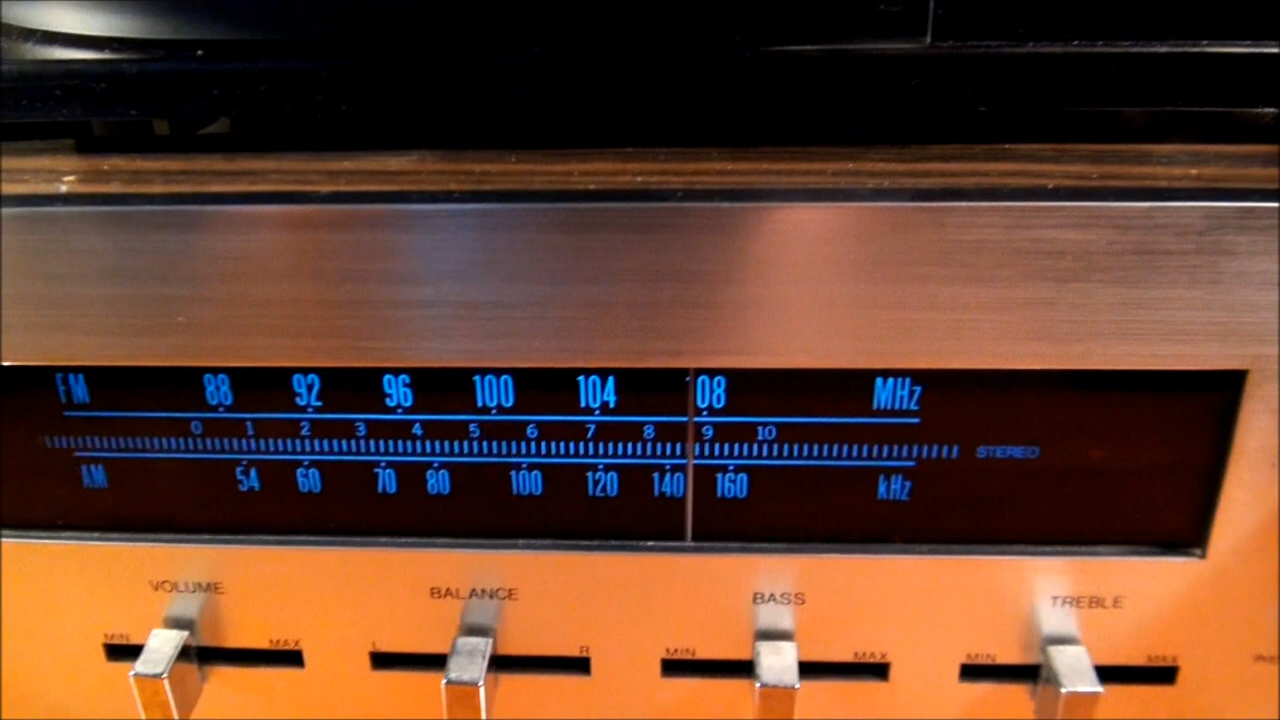 FM 88 92 96 100 104 108 MHz
0 1 2 3 4 5 6 7 8 9 10
STEREO
AM 54 60 70 80 100 120 140 160 kHz
VOLUME BALANCE BASS TREBLE
MIN MAX L R MIN MAX MIN MAX